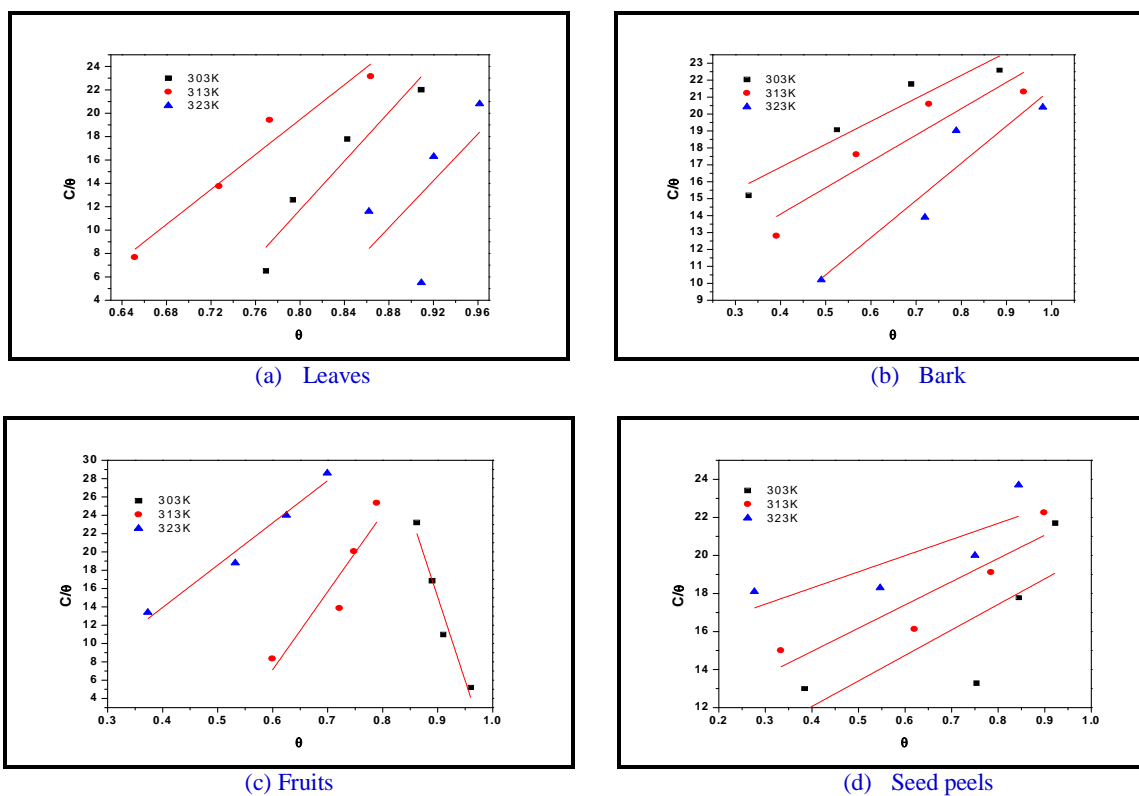 24
22
20
18
16
14
12
10
8
6
4
C/θ
303K
313K
323K
0.64 0.68 0.72 0.76 0.80 0.84 0.88 0.92 0.96
θ
(a) Leaves
23
22
21
20
19
18
17
16
15
14
13
12
11
10
9
C/θ
303K
313K
323K
0.3 0.4 0.5 0.6 0.7 0.8 0.9 1.0
θ
(b) Bark
30
28
26
24
22
20
18
16
14
12
10
8
6
4
C/θ
303K
313K
323K
0.3 0.4 0.5 0.6 0.7 0.8 0.9 1.0
θ
(c) Fruits
24
22
20
18
16
14
12
C/θ
303K
313K
323K
0.2 0.3 0.4 0.5 0.6 0.7 0.8 0.9 1.0
θ
(d) Seed peels